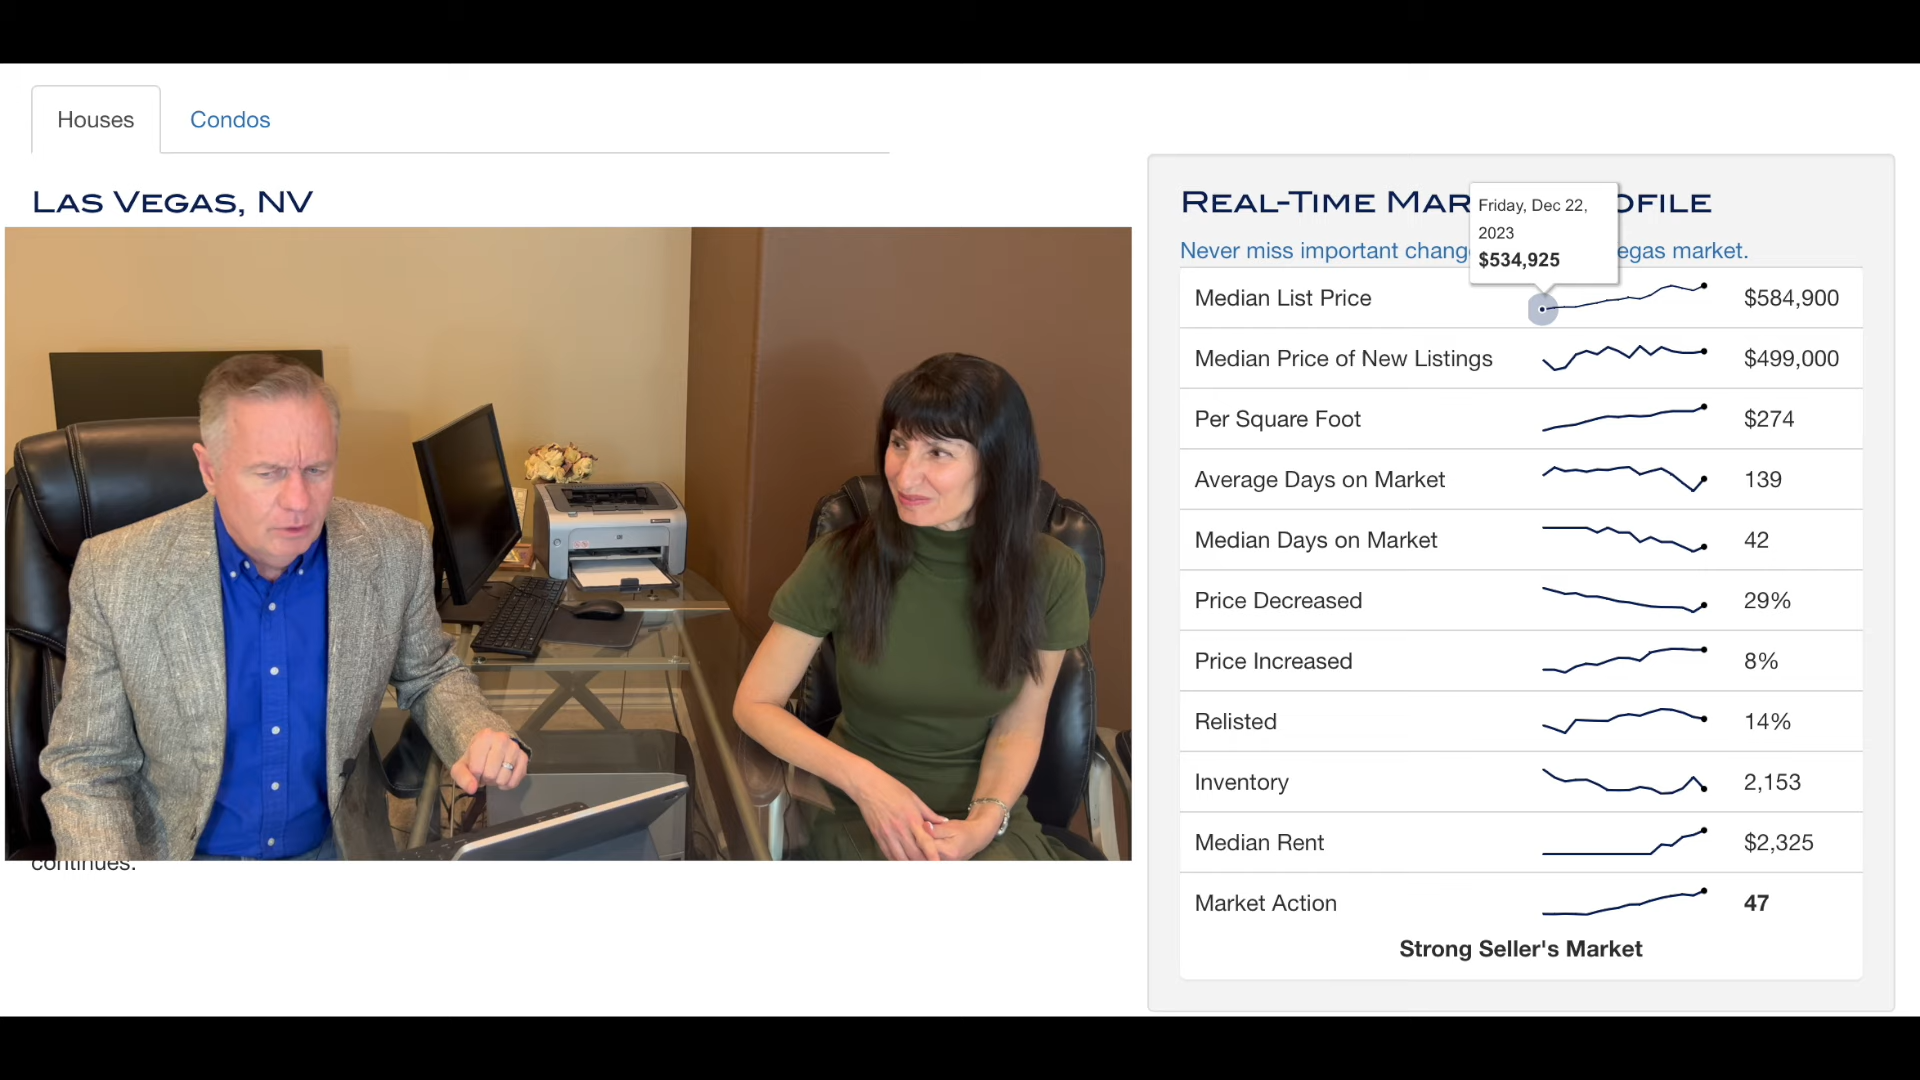 Houses Condos
LAS VEGAS, NV
continues.
REAL-TIME MAR OFILE
Friday, Dec 22,
2023
$534,925
Never miss important chang egas market.
Median List Price $584,900
Median Price of New Listings $499,000
Per Square Foot $274
Average Days on Market 139
Median Days on Market 42
Price Decreased 29%
Price Increased 8%
Relisted 14%
Inventory 2,153
Median Rent $2,325
Market Action 47
Strong Seller's Market